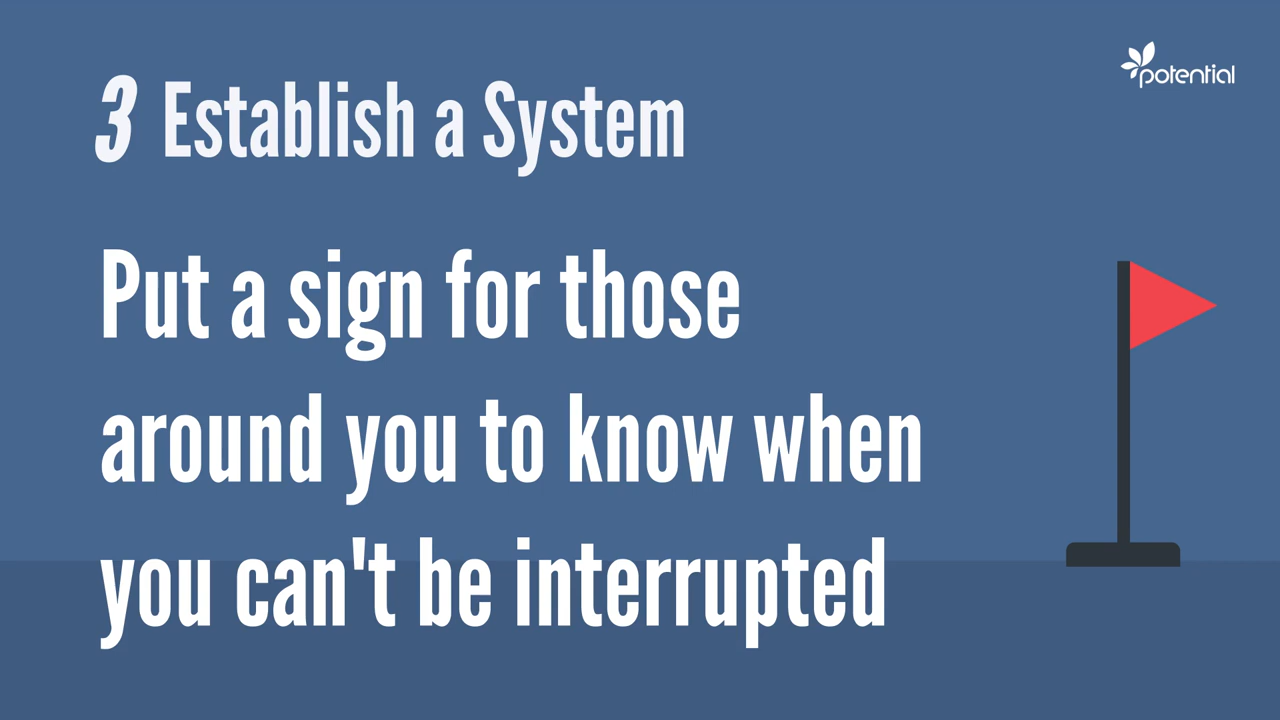 potential
3 Establish a System
Put a sign for those
around you to know when
you can't be interrupted